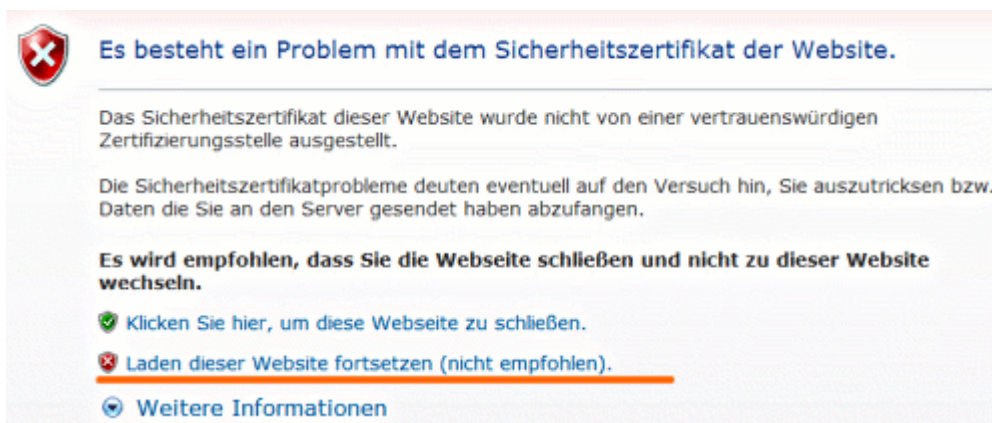 Es besteht ein Problem mit dem Sicherheitszertifikat der Website.
Das Sicherheitszertifikat dieser Website wurde nicht von einer vertrauenswürdigen
Zertifizierungsstelle ausgestellt.
Die Sicherheitszertifikatprobleme deuten eventuell auf den Versuch hin, Sie auszutricksen bzw.
Daten die Sie an den Server gesendet haben abzufangen.
Es wird empfohlen, dass Sie die Webseite schließen und nicht zu dieser Website
wechseln.
Klicken Sie hier, um diese Webseite zu schließen.
Laden dieser Website fortsetzen (nicht empfohlen).
Weitere Informationen